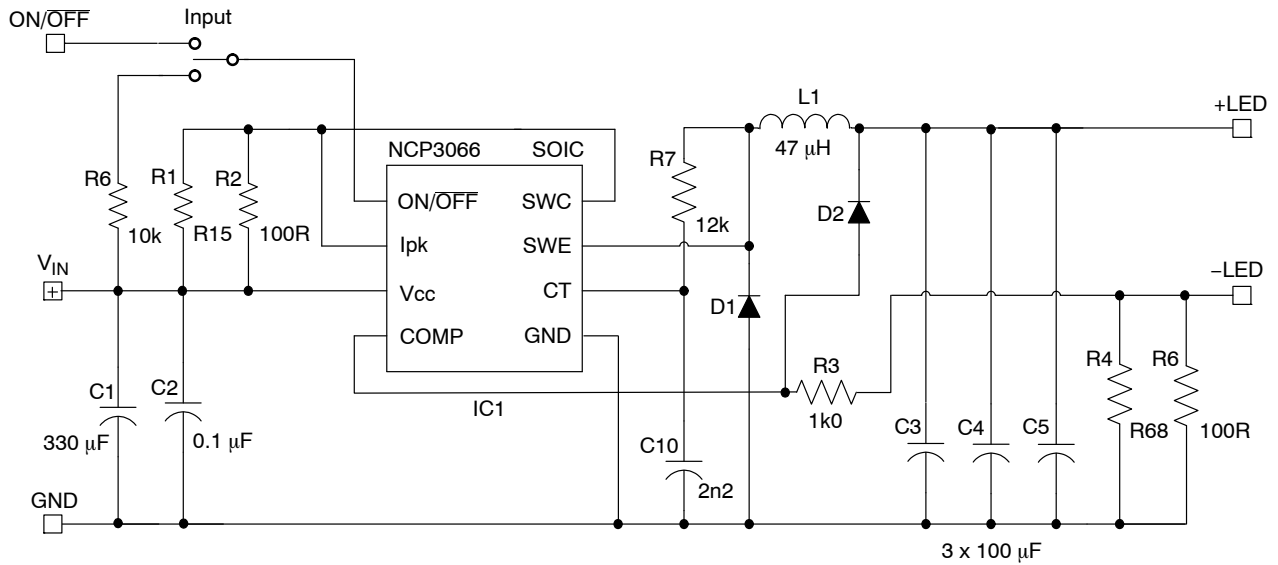 ON/OFF
Input
L1
+LED
47 μH
NCP3066 SOIC
R7
12k
R6
10k
R1
R15
R2
100R
ON/OFF SWC
D2
Ipk SWE
VIN
+
Vcc CT
−LED
D1
COMP GND
R3
1k0
R4
R68
R6
100R
C1
330 μF
C2
0.1 μF
IC1
C10
2n2
C3
C4
C5
GND
3 x 100 μF